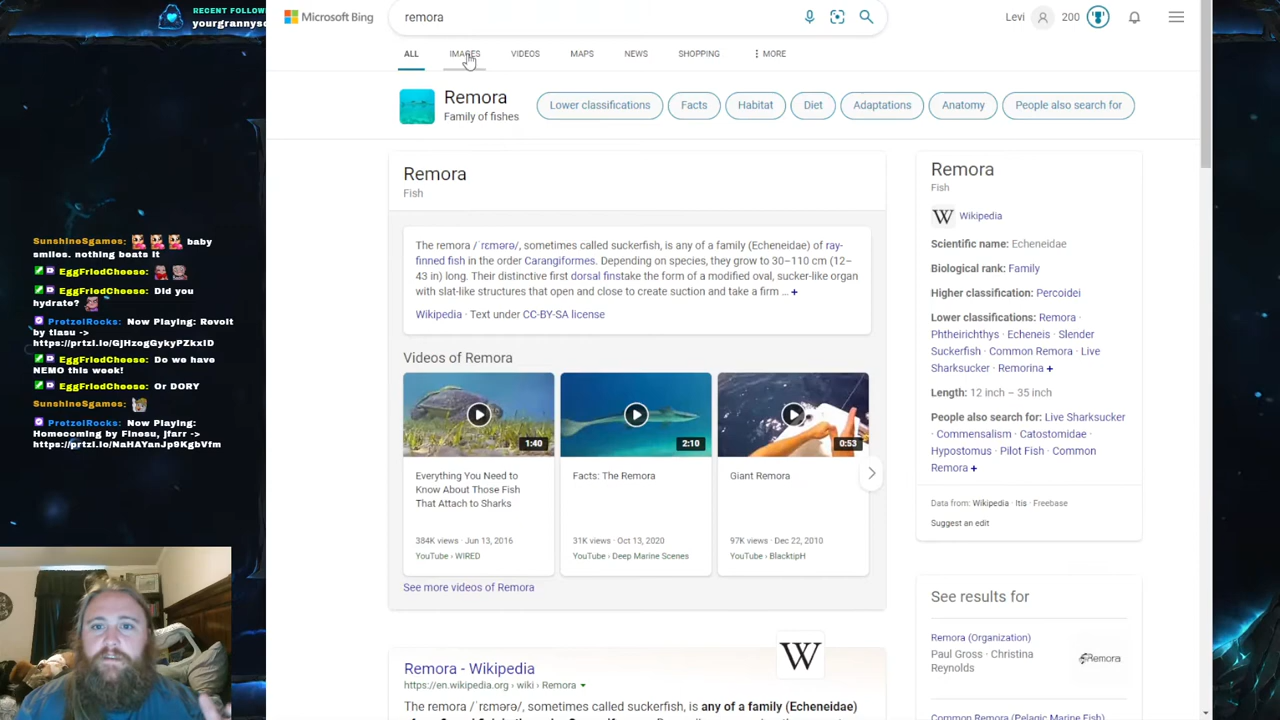 RECENT FOLLOWER
yourgrannyso
SunshineSgames: baby
smiles. nothing beats it
EggFriedCheese:
EggFriedCheese: Did you
hydrate?
PretzelRocks: Now Playing: Revolt
by tiasu ->
EggFriedCheese: Do we have
NEMO this week!
EggFriedCheese: Or DORY
SunshineSgames:
PretzelRocks: Now Playing:
Homecoming by Finesu, jfarr ->
https://prtzl.io/NaHAYanJp9KgbVfm
Microsoft Bing
remora
Levi
200
ALL
IMAGES
VIDEOS
MAPS
NEWS
SHOPPING
MORE
Remora
Family of fishes
Lower classifications
Facts
Habitat
Diet
Adaptations
Anatomy
People also search for
Remora
Fish
The remora /ˈrɛmərə/, sometimes called suckerfish, is any of a family (Echeneidae) of ray-
finned fish in the order Carangiformes. Depending on species, they grow to 30–110 cm (12–
43 in) long. Their distinctive first dorsal finstake the form of a modified oval, sucker-like organ
with slat-like structures that open and close to create suction and take a firm ... +
Wikipedia · Text under CC-BY-SA license
Videos of Remora
1:40
2:10
0:53
Everything You Need to
Know About Those Fish
That Attach to Sharks
384K views · Jun 13, 2016
YouTube › WIRED
Facts: The Remora
31K views · Oct 13, 2020
YouTube › Deep Marine Scenes
Giant Remora
97K views · Dec 22, 2010
YouTube › BlacktipH
See more videos of Remora
W
Remora - Wikipedia
https://en.wikipedia.org › wiki › Remora
The remora /ˈrɛmərə/, sometimes called suckerfish, is any of a family (Echeneidae)
Remora
Fish
W Wikipedia
Scientific name: Echeneidae
Biological rank: Family
Higher classification: Percoidei
Lower classifications: Remora ·
Phtheirichthys · Echeneis · Slender
Suckerfish · Common Remora · Live
Sharksucker · Remorina +
Length: 12 inch – 35 inch
People also search for: Live Sharksucker
· Commensalism · Catostomidae ·
Hypostomus · Pilot Fish · Common
Remora +
Data from: Wikipedia · Itis · Freebase
Suggest an edit
See results for
Remora (Organization)
Paul Gross · Christina
Reynolds
Remora
Common Remora (Pelagic Marine Fish)